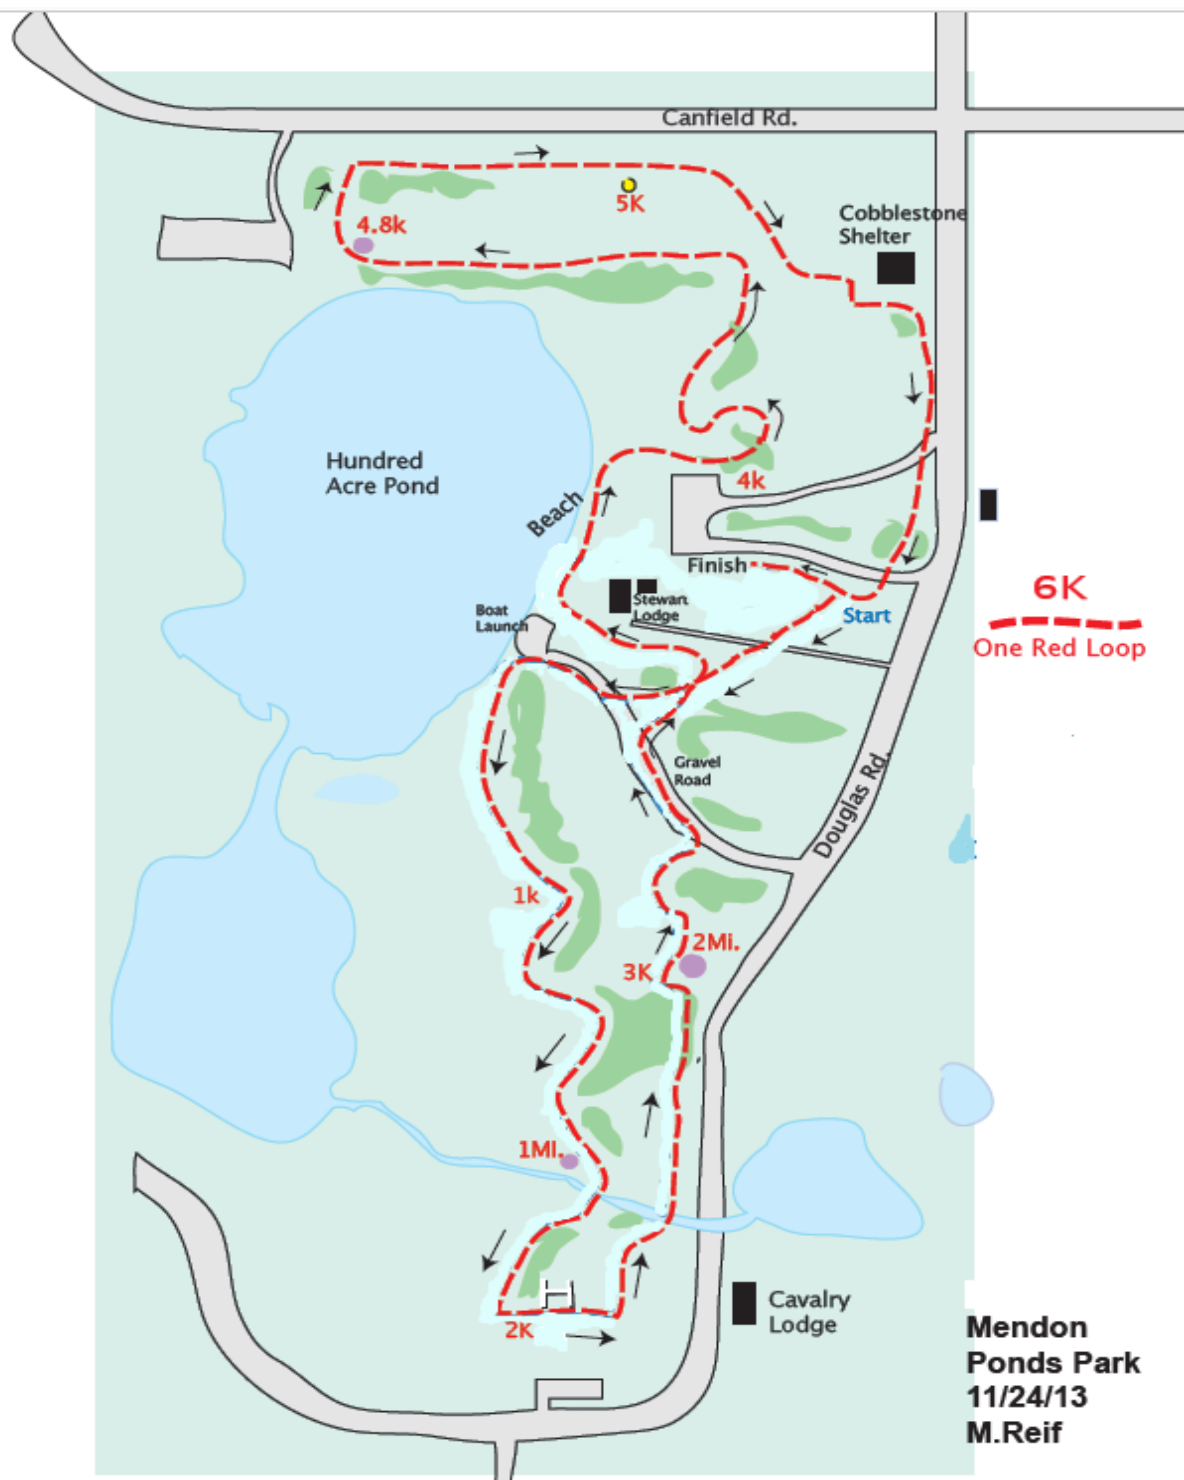 Canfield Rd.
5K
4.8k
Cobblestone
Shelter
Hundred
Acre Pond
4k
Beach
Finish
Stewart
Lodge
Boat
Launch
Start
6K
One Red Loop
Gravel
Road
Douglas Rd.
1k
2Mi.
3K
1MI.
H
2K
Cavalry
Lodge
Mendon
Ponds Park
11/24/13
M.Reif